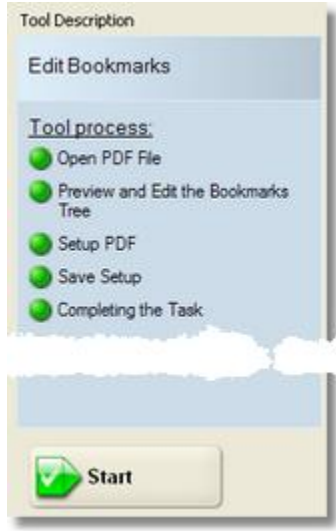 Tool Description
Edit Bookmarks
Tool process:
Open PDF File
Preview and Edit the Bookmarks
Tree
Setup PDF
Save Setup
Completing the Task
Start